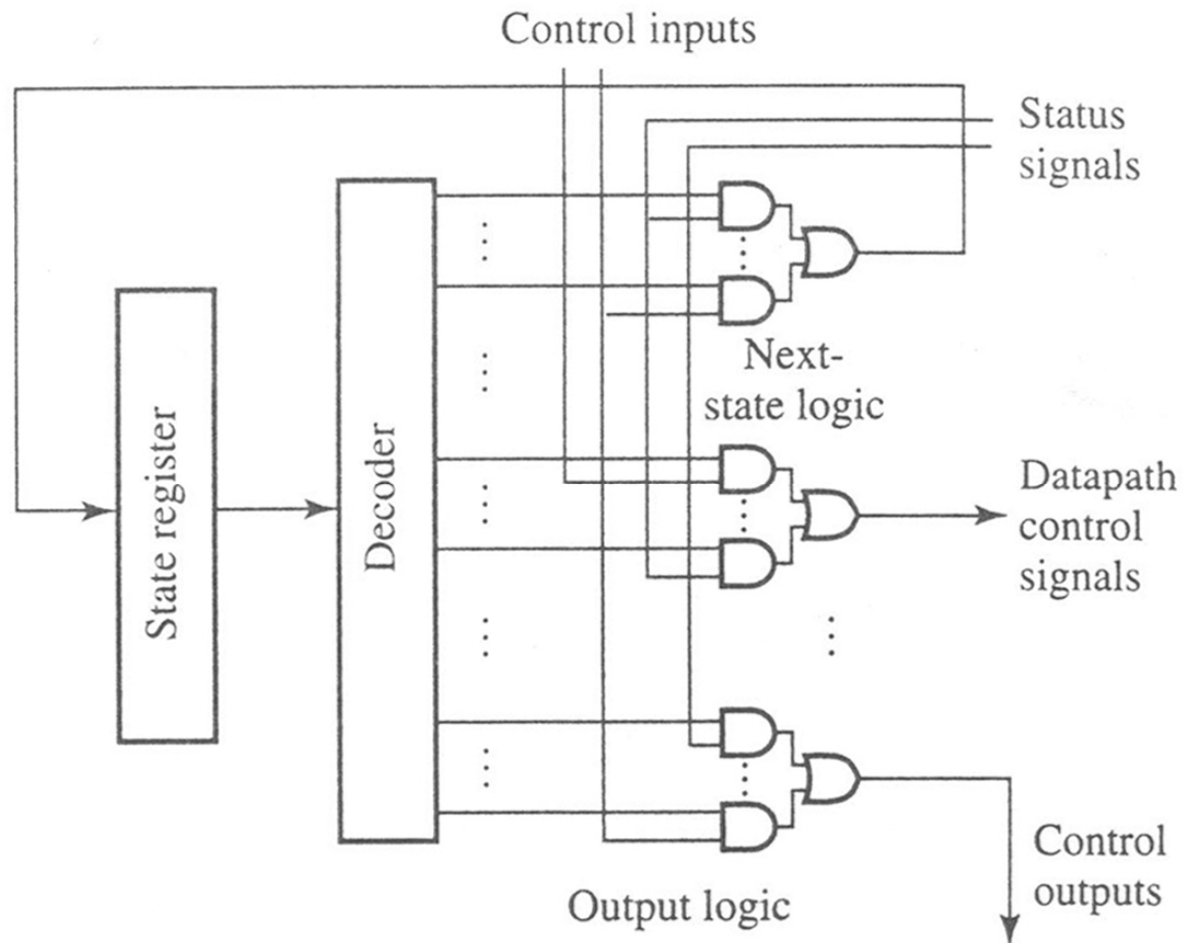 Control inputs
Status
signals
Next-
state logic
State register
Decoder
Datapath
control
signals
Control
outputs
Output logic